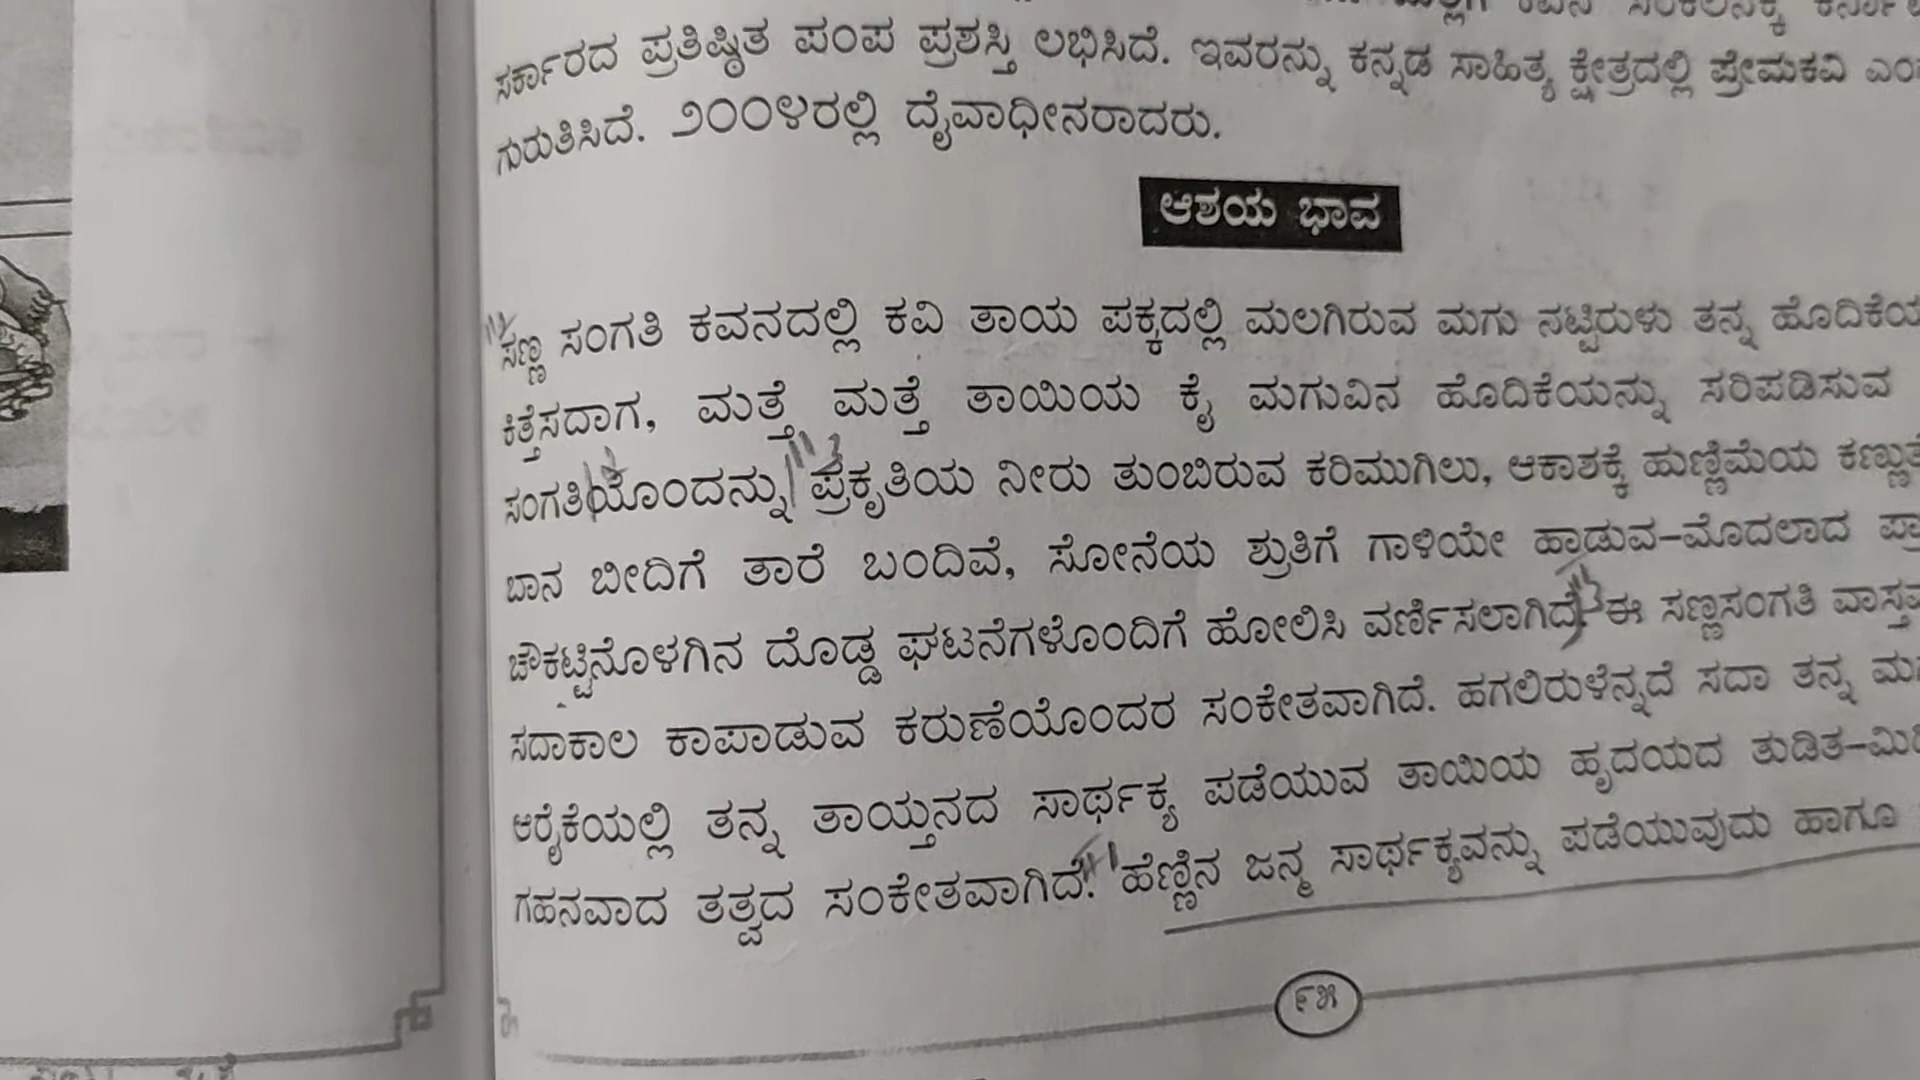 ಸರ್ಕಾರದ ಪ್ರತಿಷ್ಠಿತ ಪಂಪ ಪ್ರಶಸ್ತಿ ಲಭಿಸಿದೆ. ಇವರನ್ನು ಕನ್ನಡ ಸಾಹಿತ್ಯ ಕ್ಷೇತ್ರದಲ್ಲಿ ಪ್ರೇಮಕವಿ
ಗುರುತಿಸಿದೆ. ೨೦೦೪ರಲ್ಲಿ ದೈವಾಧೀನರಾದರು.
ಆಶಯ ಭಾವ
ಸಣ್ಣ ಸಂಗತಿ ಕವನದಲ್ಲಿ ಕವಿ ತಾಯ ಪಕ್ಕದಲ್ಲಿ ಮಲಗಿರುವ ಮಗು ನಟ್ಟಿರುಳು ತನ್ನ
ಕಿತ್ತೆಸದಾಗ, ಮತ್ತೆ ಮತ್ತೆ ತಾಯಿಯ ಕೈ ಮಗುವಿನ ಹೊದಿಕೆಯನ್ನು ಸರಿಪಡಿಸುವ
ಸಂಗತಿಯೊಂದನ್ನು ಪ್ರಕೃತಿಯ ನೀರು ತುಂಬಿರುವ ಕರಿಮುಗಿಲು, ಆಕಾಶಕ್ಕೆ ಹುಣ್ಣಿಮೆಯ
ಬಾನ ಬೀದಿಗೆ ತಾರೆ ಬಂದಿವೆ, ಸೋನೆಯ ಶ್ರುತಿಗೆ ಗಾಳಿಯೇ ಹಾಡುವ-ಮೊದಲಾದ
ಚೌಕಟ್ಟಿನೊಳಗಿನ ದೊಡ್ಡ ಘಟನೆಗಳೊಂದಿಗೆ ಹೋಲಿಸಿ ವರ್ಣಿಸಲಾಗಿದೆ. ಈ ಸಣ್ಣಸಂಗತಿ
ಸದಾಕಾಲ ಕಾಪಾಡುವ ಕರುಣೆಯೊಂದರ ಸಂಕೇತವಾಗಿದೆ. ಹಗಲಿರುಳೆನ್ನದೆ ಸದಾ ತನ್ನ
ಆರೈಕೆಯಲ್ಲಿ ತನ್ನ ತಾಯ್ತನದ ಸಾರ್ಥಕ್ಯ ಪಡೆಯುವ ತಾಯಿಯ ಹೃದಯದ ತುಡಿತ-
ಗಹನವಾದ ತತ್ವದ ಸಂಕೇತವಾಗಿದೆ. ಹೆಣ್ಣಿನ ಜನ್ಮ ಸಾರ್ಥಕ್ಯವನ್ನು ಪಡೆಯುವುದು ಹಾಗೂ
೯೫